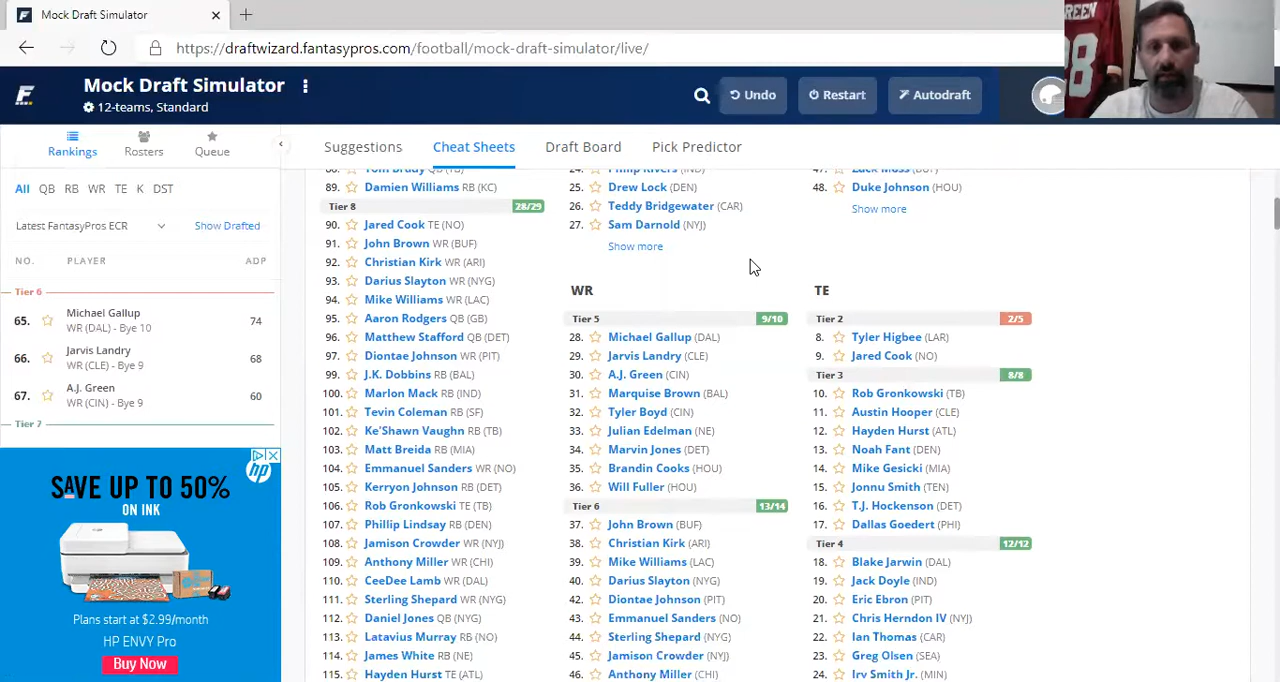 Mock Draft Simulator
https://draftwizard.fantasypros.com/football/mock-draft-simulator/live/
REEN
Mock Draft Simulator
12-teams, Standard
Undo
Restart
Autodraft
Rankings
Rosters
Queue
Suggestions
Cheat Sheets
Draft Board
Pick Predictor
All QB RB WR TE K DST
Latest FantasyPros ECR
Show Drafted
NO. PLAYER ADP
Tier 6
65. Michael Gallup 74
WR (DAL) - Bye 10
66. Jarvis Landry 68
WR (CLE) - Bye 9
67. A.J. Green 60
WR (CIN) - Bye 9
Tier 7
SAVE UP TO 50%
ON INK
hp
Plans start at $2.99/month
HP ENVY Pro
Buy Now
89. Damien Williams RB (KC)
Tier 8 28/29
90. Jared Cook TE (NO)
91. John Brown WR (BUF)
92. Christian Kirk WR (ARI)
93. Darius Slayton WR (NYG)
94. Mike Williams WR (LAC)
95. Aaron Rodgers QB (GB)
96. Matthew Stafford QB (DET)
97. Diontae Johnson WR (PIT)
99. J.K. Dobbins RB (BAL)
100. Marlon Mack RB (IND)
101. Tevin Coleman RB (SF)
102. Ke'Shawn Vaughn RB (TB)
103. Matt Breida RB (MIA)
104. Emmanuel Sanders WR (NO)
105. Kerryon Johnson RB (DET)
106. Rob Gronkowski TE (TB)
107. Phillip Lindsay RB (DEN)
108. Jamison Crowder WR (NYJ)
109. Anthony Miller WR (CHI)
110. CeeDee Lamb WR (DAL)
111. Sterling Shepard WR (NYG)
112. Daniel Jones QB (NYG)
113. Latavius Murray RB (NO)
114. James White RB (NE)
115. Hayden Hurst TE (ATL)
25. Drew Lock (DEN)
26. Teddy Bridgewater (CAR)
27. Sam Darnold (NYJ)
Show more
48. Duke Johnson (HOU)
Show more
WR
Tier 5 9/10
28. Michael Gallup (DAL)
29. Jarvis Landry (CLE)
30. A.J. Green (CIN)
31. Marquise Brown (BAL)
32. Tyler Boyd (CIN)
33. Julian Edelman (NE)
34. Marvin Jones (DET)
35. Brandin Cooks (HOU)
36. Will Fuller (HOU)
Tier 6 13/14
37. John Brown (BUF)
38. Christian Kirk (ARI)
39. Mike Williams (LAC)
40. Darius Slayton (NYG)
42. Diontae Johnson (PIT)
43. Emmanuel Sanders (NO)
44. Sterling Shepard (NYG)
45. Jamison Crowder (NYJ)
46. Anthony Miller (CHI)
TE
Tier 2 2/5
8. Tyler Higbee (LAR)
9. Jared Cook (NO)
Tier 3 8/8
10. Rob Gronkowski (TB)
11. Austin Hooper (CLE)
12. Hayden Hurst (ATL)
13. Noah Fant (DEN)
14. Mike Gesicki (MIA)
15. Jonnu Smith (TEN)
16. T.J. Hockenson (DET)
17. Dallas Goedert (PHI)
Tier 4 12/12
18. Blake Jarwin (DAL)
19. Jack Doyle (IND)
20. Eric Ebron (PIT)
21. Chris Herndon IV (NYJ)
22. Ian Thomas (CAR)
23. Greg Olsen (SEA)
24. Irv Smith Jr. (MIN)